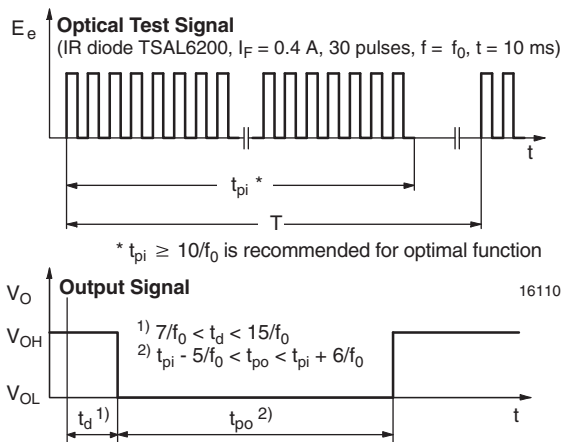 E_e Optical Test Signal
(IR diode TSAL6200, I_F = 0.4 A, 30 pulses, f = f_0, t = 10 ms)
t
t_pi *
T
* t_pi ≥ 10/f_0 is recommended for optimal function
V_O Output Signal 16110
V_OH
1) 7/f_0 < t_d < 15/f_0
2) t_pi - 5/f_0 < t_po < t_pi + 6/f_0
V_OL
t_d 1) t_po 2) t